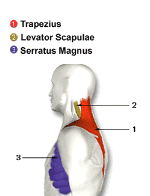 1 Trapezius
2 Levator Scapulae
3 Serratus Magnus
2
1
3